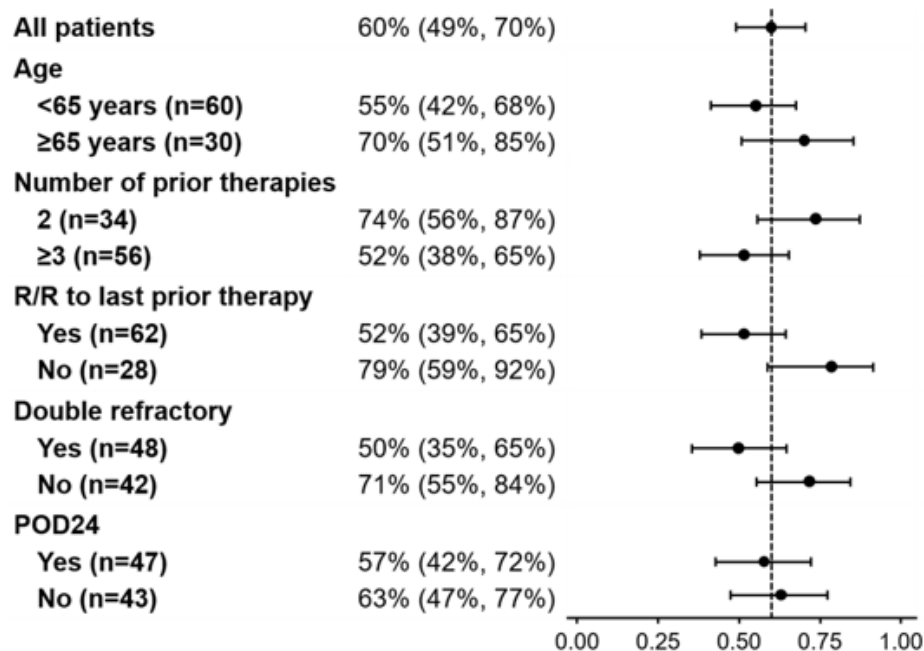 All patients 60% (49%, 70%)
Age
<65 years (n=60) 55% (42%, 68%)
≥65 years (n=30) 70% (51%, 85%)
Number of prior therapies
2 (n=34) 74% (56%, 87%)
≥3 (n=56) 52% (38%, 65%)
R/R to last prior therapy
Yes (n=62) 52% (39%, 65%)
No (n=28) 79% (59%, 92%)
Double refractory
Yes (n=48) 50% (35%, 65%)
No (n=42) 71% (55%, 84%)
POD24
Yes (n=47) 57% (42%, 72%)
No (n=43) 63% (47%, 77%)
0.00 0.25 0.50 0.75 1.00